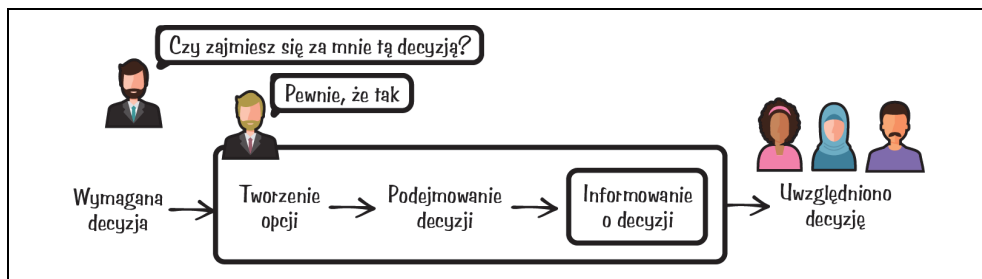 Czy zajmiesz się za mnie tą decyzją?
Pewnie, że tak
Wymagana
decyzja
Tworzenie
opcji
Podejmowanie
decyzji
Informowanie
o decyzji
Uwzględniono
decyzję